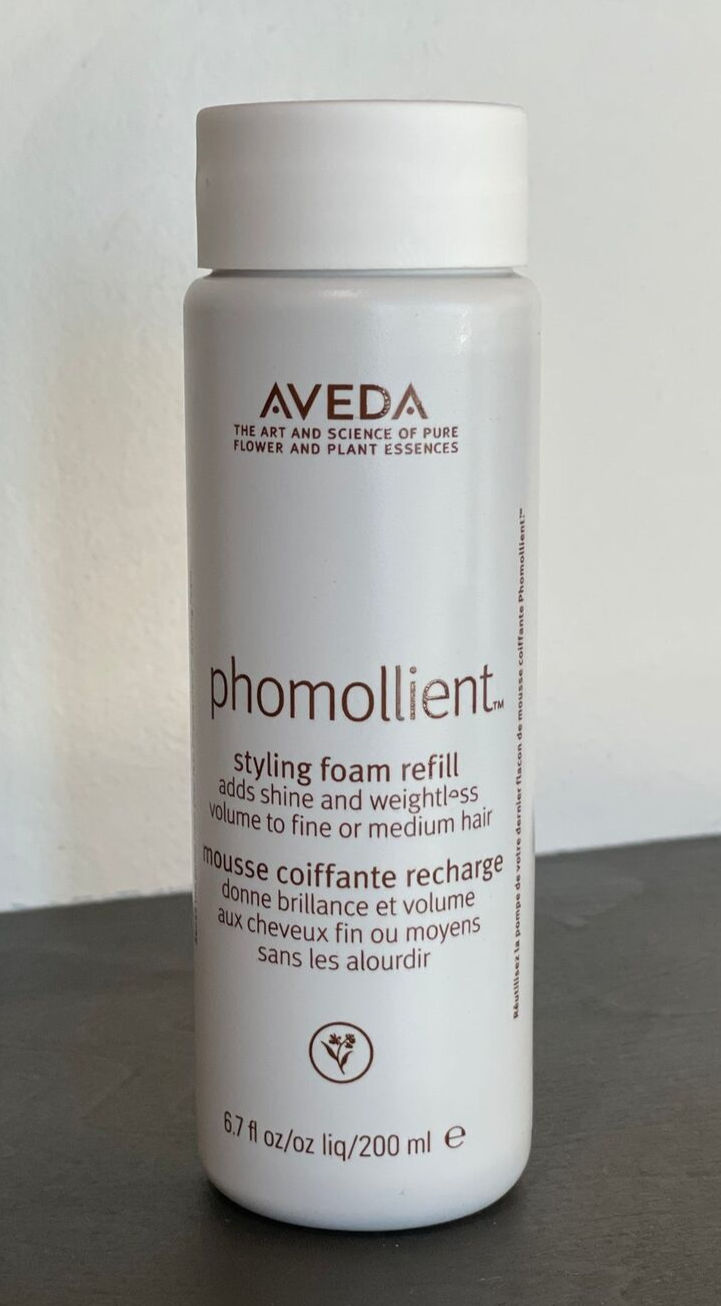 AVEDA
THE ART AND SCIENCE OF PURE
FLOWER AND PLANT ESSENCES
phomollient™
styling foam refill
adds shine and weightless
volume to fine or medium hair
mousse coiffante recharge
donne brillance et volume
aux cheveux fin ou moyens
sans les alourdir
6.7 fl oz/oz liq/200 ml ℮
Réutilisez la pompe de votre dernier flacon de mousse coiffante Phomollient.™